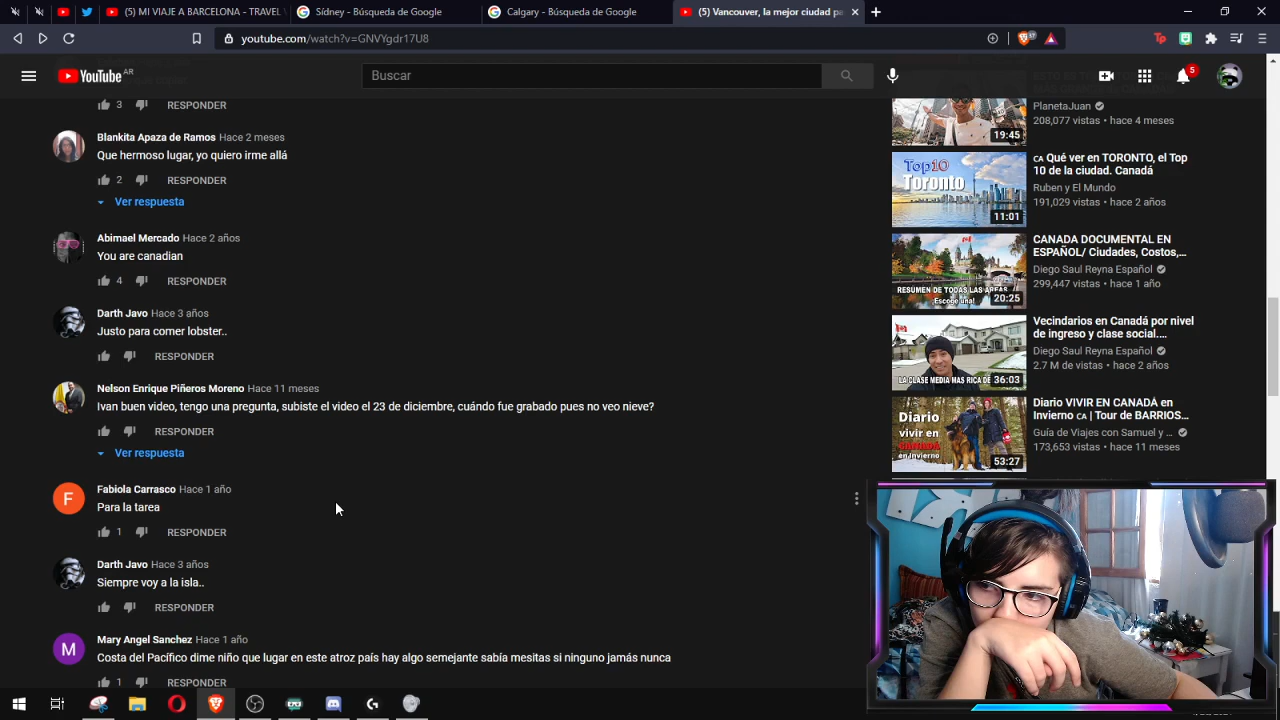 (5) MI VIAJE A BARCELONA - TRAVEL V
Sídney - Búsqueda de Google
Calgary - Búsqueda de Google
(5) Vancouver, la mejor ciudad pa
youtube.com/watch?v=GNVYgdr17U8
YouTube AR
Buscar
5
3 RESPONDER
Blankita Apaza de Ramos Hace 2 meses
Que hermoso lugar, yo quiero irme allá
2 RESPONDER
Ver respuesta
Abimael Mercado Hace 2 años
You are canadian
4 RESPONDER
Darth Javo Hace 3 años
Justo para comer lobster..
RESPONDER
Nelson Enrique Piñeros Moreno Hace 11 meses
Ivan buen video, tengo una pregunta, subiste el video el 23 de diciembre, cuándo fue grabado pues no veo nieve?
RESPONDER
Ver respuesta
Fabiola Carrasco Hace 1 año
F
Para la tarea
1 RESPONDER
Darth Javo Hace 3 años
Siempre voy a la isla..
RESPONDER
Mary Angel Sanchez Hace 1 año
M
Costa del Pacífico dime niño que lugar en este atroz país hay algo semejante sabía mesitas si ninguno jamás nunca
1 RESPONDER
PlanetaJuan
208,077 vistas • hace 4 meses
19:45
CA Qué ver en TORONTO, el Top
10 de la ciudad. Canadá
Ruben y El Mundo
191,029 vistas • hace 2 años
Top10
Toronto
11:01
CANADA DOCUMENTAL EN
ESPAÑOL/ Ciudades, Costos,...
Diego Saul Reyna Español
299,447 vistas • hace 1 año
RESUMEN DE TODAS LAS AREAS
Escoge una!
20:25
Vecindarios en Canadá por nivel
de ingreso y clase social....
Diego Saul Reyna Español
2.7 M de vistas • hace 2 años
LA CLASE MEDIA MAS RICA DE
36:03
Diario VIVIR EN CANADÁ en
Invierno CA | Tour de BARRIOS...
Guía de Viajes con Samuel y ...
173,653 vistas • hace 11 meses
Diario
vivir en
en Invierno
53:27